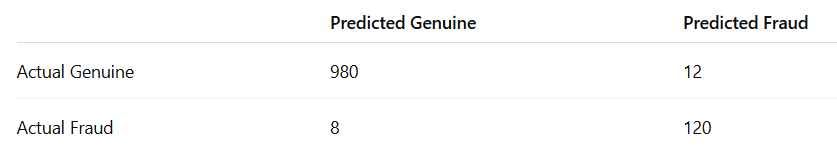 Predicted Genuine Predicted Fraud
Actual Genuine 980 12
Actual Fraud 8 120